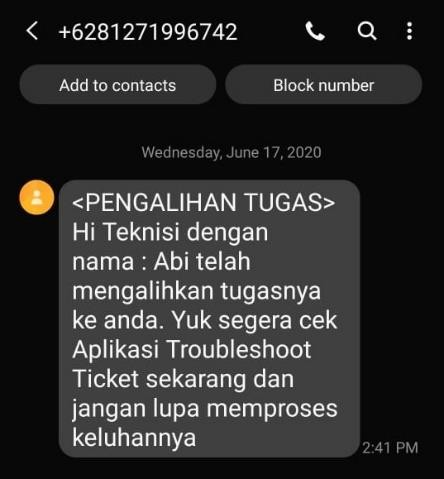 +6281271996742
Add to contacts
Block number
Wednesday, June 17, 2020
<PENGALIHAN TUGAS>
Hi Teknisi dengan
nama : Abi telah
mengalihkan tugasnya
ke anda. Yuk segera cek
Aplikasi Troubleshoot
Ticket sekarang dan
jangan lupa memproses
keluhannya
2:41 PM